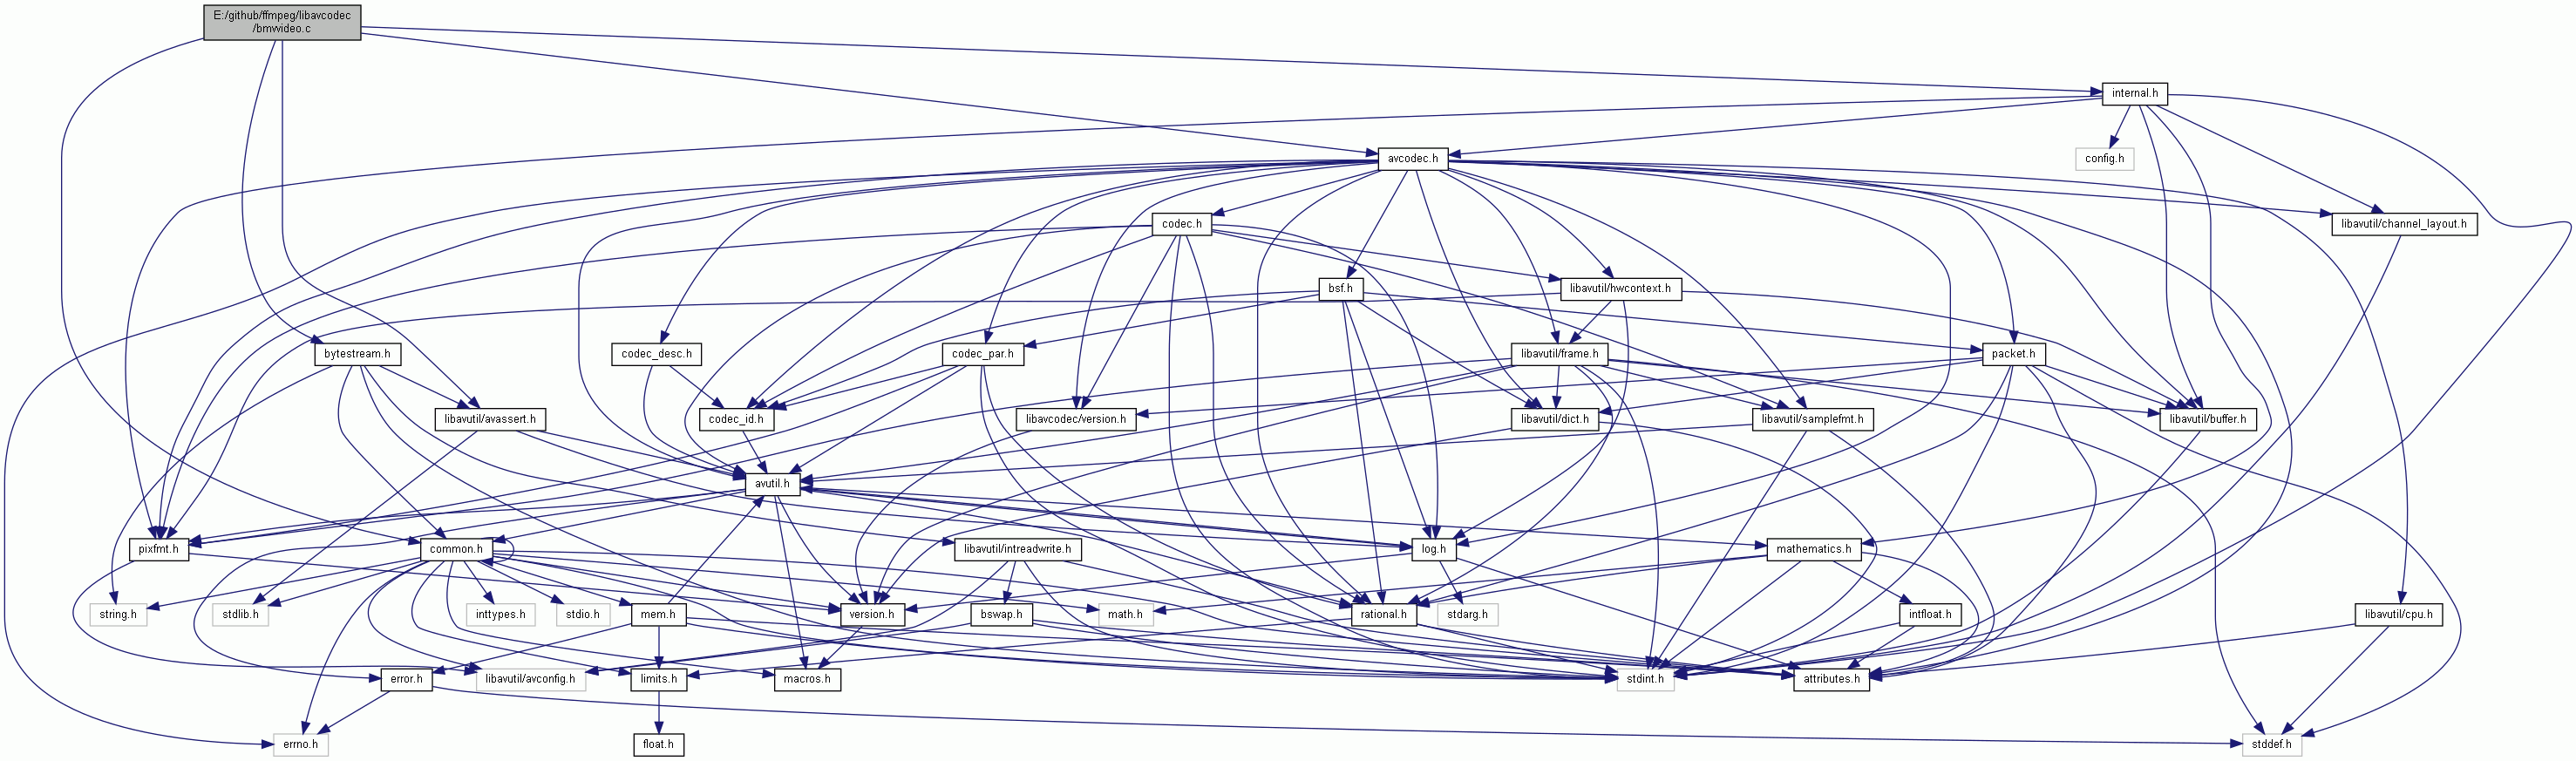 E:/github/ffmpeg/libavcodec
/bmvvideo.c
internal.h
avcodec.h
config.h
codec.h
libavutil/channel_layout.h
bsf.h
libavutil/hwcontext.h
bytestream.h
codec_desc.h
codec_par.h
libavutil/frame.h
packet.h
libavutil/avassert.h
codec_id.h
libavcodec/version.h
libavutil/dict.h
libavutil/samplefmt.h
libavutil/buffer.h
avutil.h
pixfmt.h
common.h
libavutil/intreadwrite.h
log.h
mathematics.h
string.h
stdlib.h
inttypes.h
stdio.h
mem.h
version.h
math.h
bswap.h
rational.h
stdarg.h
intfloat.h
libavutil/cpu.h
error.h
libavutil/avconfig.h
limits.h
macros.h
stdint.h
attributes.h
errno.h
float.h
stddef.h